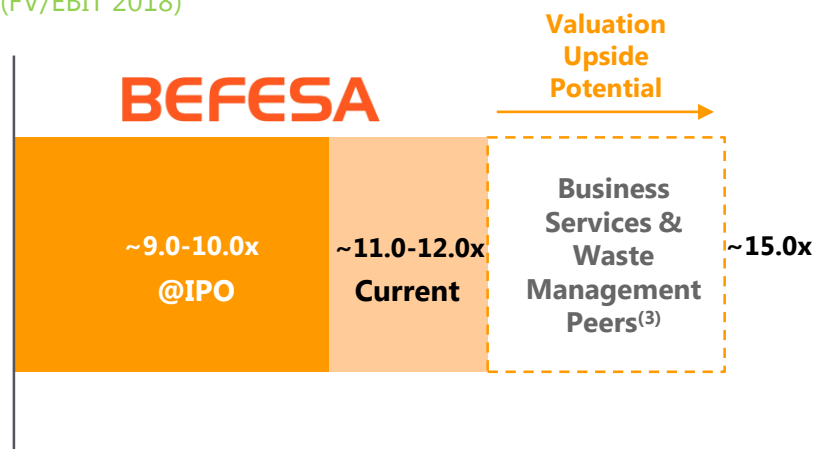 (FV/EBIT 2018)
Valuation
Upside
Potential
BEFESA
~9.0-10.0x
@IPO
~11.0-12.0x
Current
Business
Services &
Waste
Management
Peers(3)
~15.0x